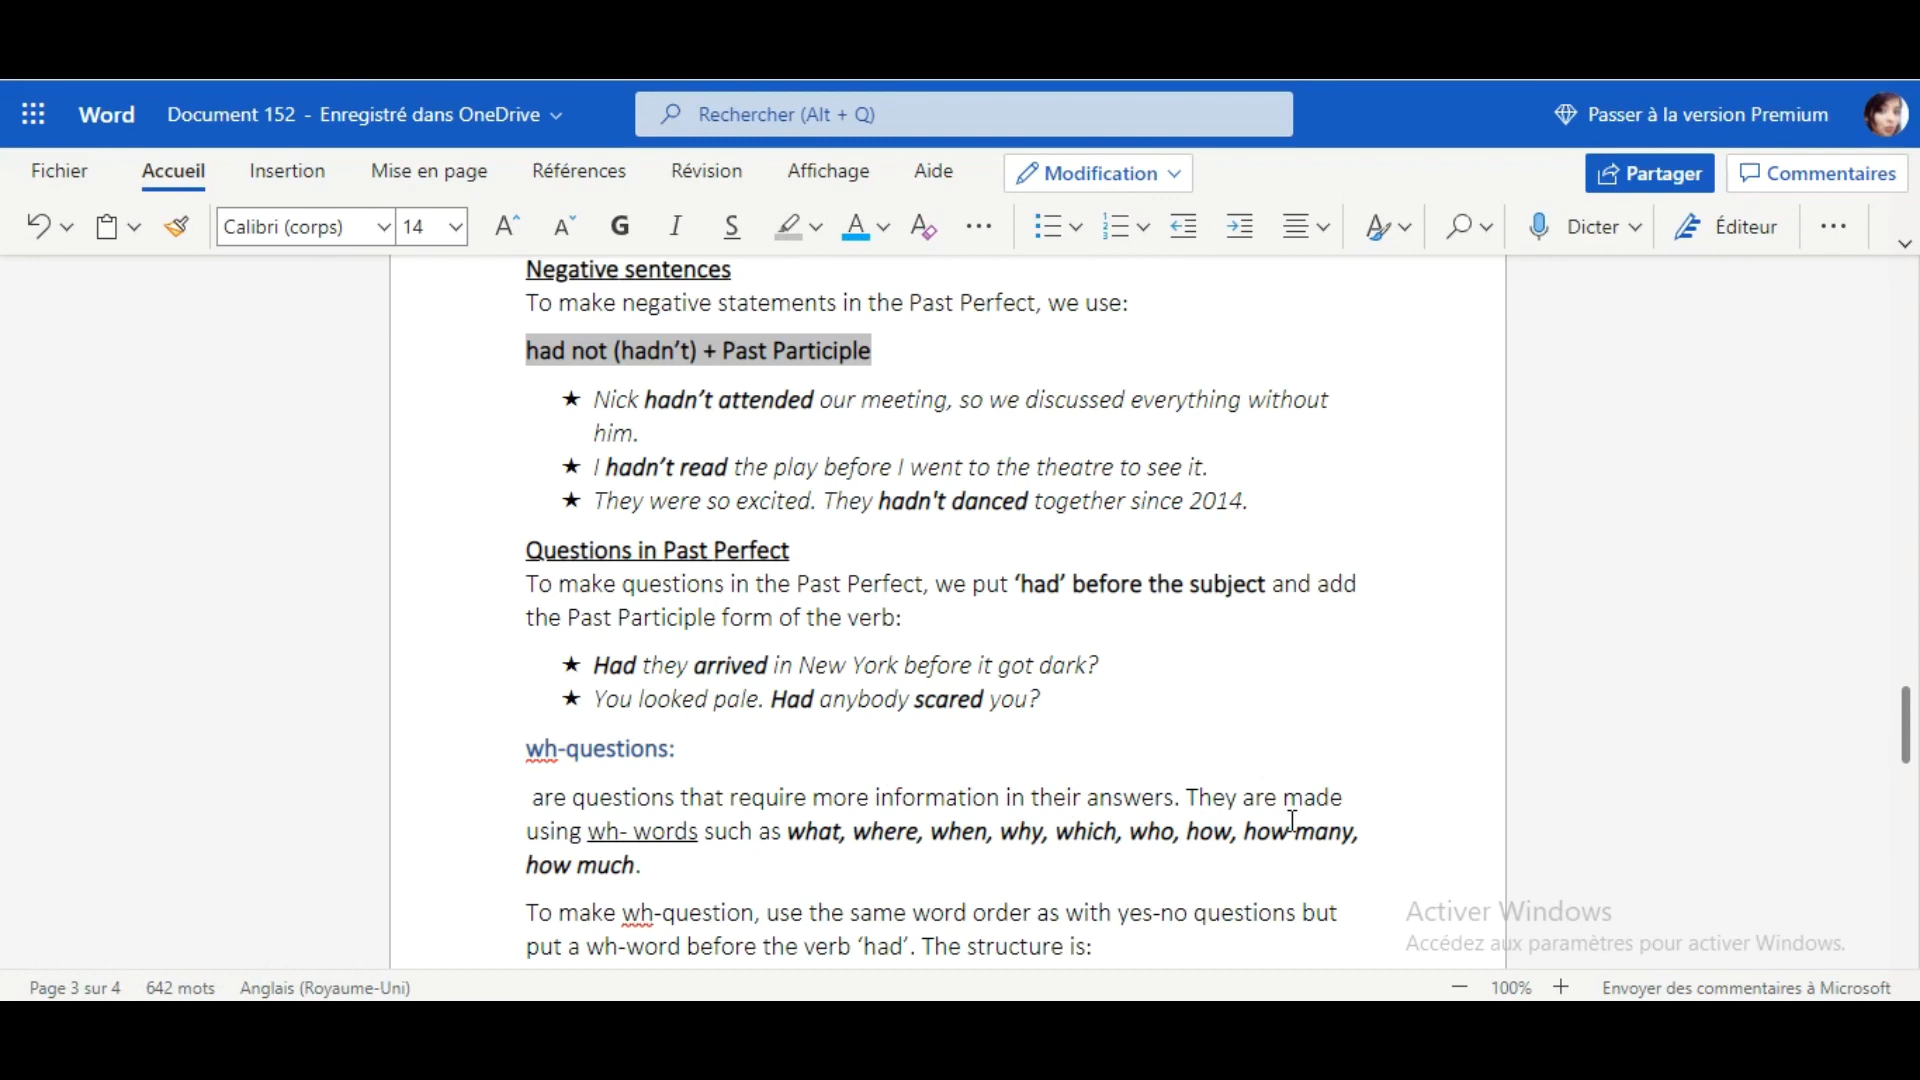 Word Document 152 - Enregistré dans OneDrive Rechercher (Alt + Q) Passer à la version Premium
Fichier Accueil Insertion Mise en page Références Révision Affichage Aide Modification Partager Commentaires
Calibri (corps) 14 G I S Dicter Éditeur
Negative sentences
To make negative statements in the Past Perfect, we use:
had not (hadn’t) + Past Participle
★ Nick hadn’t attended our meeting, so we discussed everything without
him.
★ I hadn’t read the play before I went to the theatre to see it.
★ They were so excited. They hadn't danced together since 2014.
Questions in Past Perfect
To make questions in the Past Perfect, we put ‘had’ before the subject and add
the Past Participle form of the verb:
★ Had they arrived in New York before it got dark?
★ You looked pale. Had anybody scared you?
wh-questions:
are questions that require more information in their answers. They are made
using wh- words such as what, where, when, why, which, who, how, how many,
how much.
To make wh-question, use the same word order as with yes-no questions but
put a wh-word before the verb ‘had’. The structure is:
Activer Windows
Accédez aux paramètres pour activer Windows.
Page 3 sur 4 642 mots Anglais (Royaume-Uni) 100% Envoyer des commentaires à Microsoft